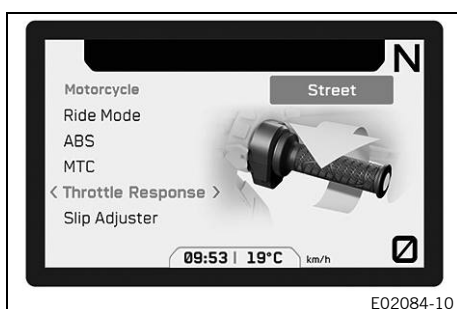 N
Motorcycle
Street
Ride Mode
ABS
MTC
< Throttle Response >
Slip Adjuster
09:53 | 19°C km/h
0
E02084-10